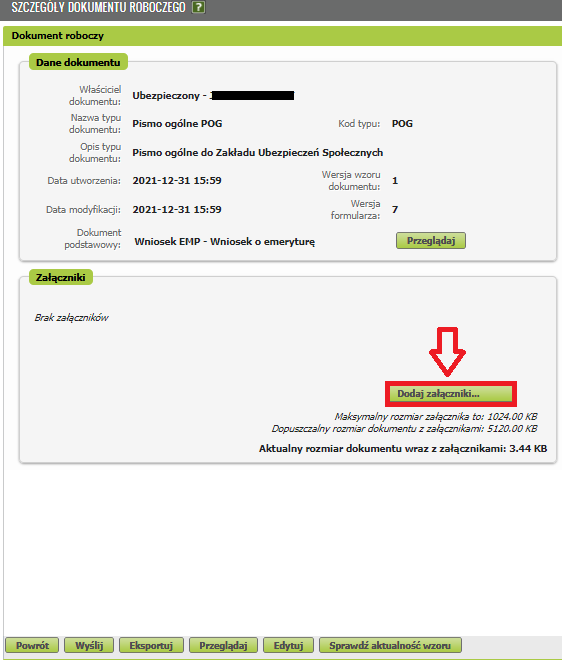 SZCZEGÓŁY DOKUMENTU ROBOCZEGO ?
Dokument roboczy
Dane dokumentu
Właściciel dokumentu: Ubezpieczony -
Nazwa typu dokumentu: Pismo ogólne POG Kod typu: POG
Opis typu dokumentu: Pismo ogólne do Zakładu Ubezpieczeń Społecznych
Data utworzenia: 2021-12-31 15:59 Wersja wzoru dokumentu: 1
Data modyfikacji: 2021-12-31 15:59 Wersja formularza: 7
Dokument podstawowy: Wniosek EMP - Wniosek o emeryturę Przeglądaj
Załączniki
Brak załączników
Dodaj załączniki...
Maksymalny rozmiar załącznika to: 1024.00 KB
Dopuszczalny rozmiar dokumentu z załącznikami: 5120.00 KB
Aktualny rozmiar dokumentu wraz z załącznikami: 3.44 KB
Powrót Wyślij Eksportuj Przeglądaj Edytuj Sprawdź aktualność wzoru